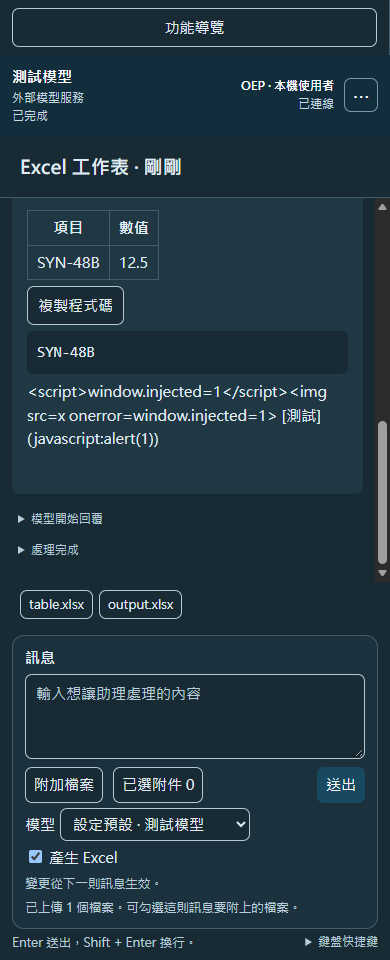 功能導覽
測試模型
外部模型服務
已完成
OEP · 本機使用者
已連線
...
Excel 工作表 · 剛剛
項目 數值
SYN-48B 12.5
複製程式碼
SYN-48B
<script>window.injected=1</script><img
src=x onerror=window.injected=1> [測試]
(javascript:alert(1))
模型開始回覆
處理完成
table.xlsx output.xlsx
訊息
輸入想讓助理處理的內容
附加檔案 已選附件 0 送出
模型 設定預設 · 測試模型
產生 Excel
變更從下一則訊息生效。
已上傳 1 個檔案。可勾選這則訊息要附上的檔案。
Enter 送出，Shift + Enter 換行。 鍵盤快捷鍵